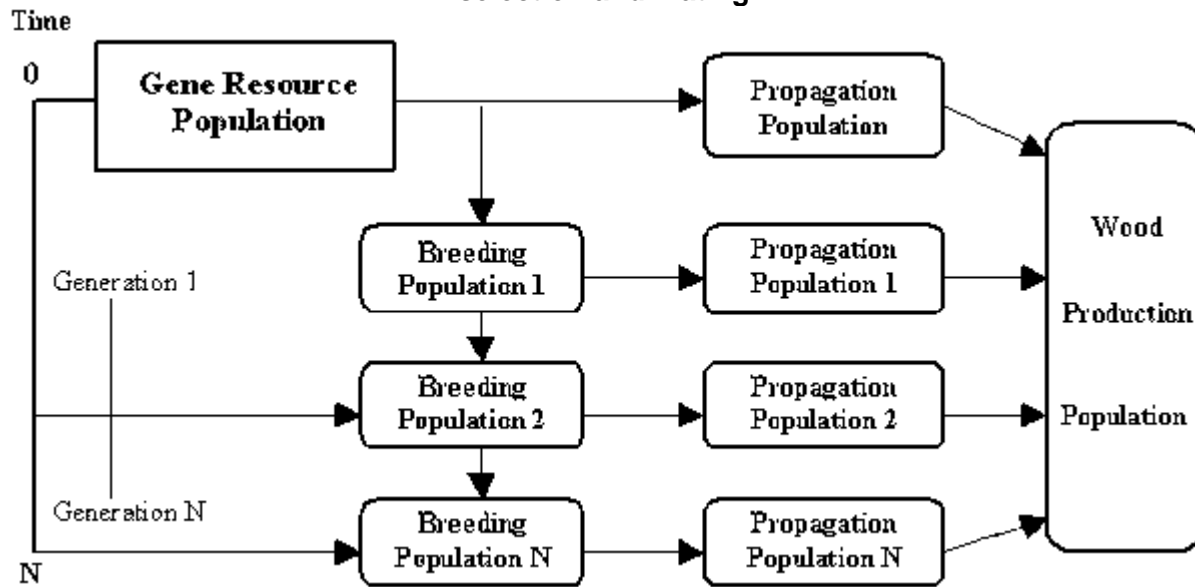 Time
0
Gene Resource
Population
Propagation
Population
Breeding
Population 1
Propagation
Population 1
Generation 1
Breeding
Population 2
Propagation
Population 2
Generation N
Breeding
Population N
Propagation
Population N
N
Wood
Production
Population